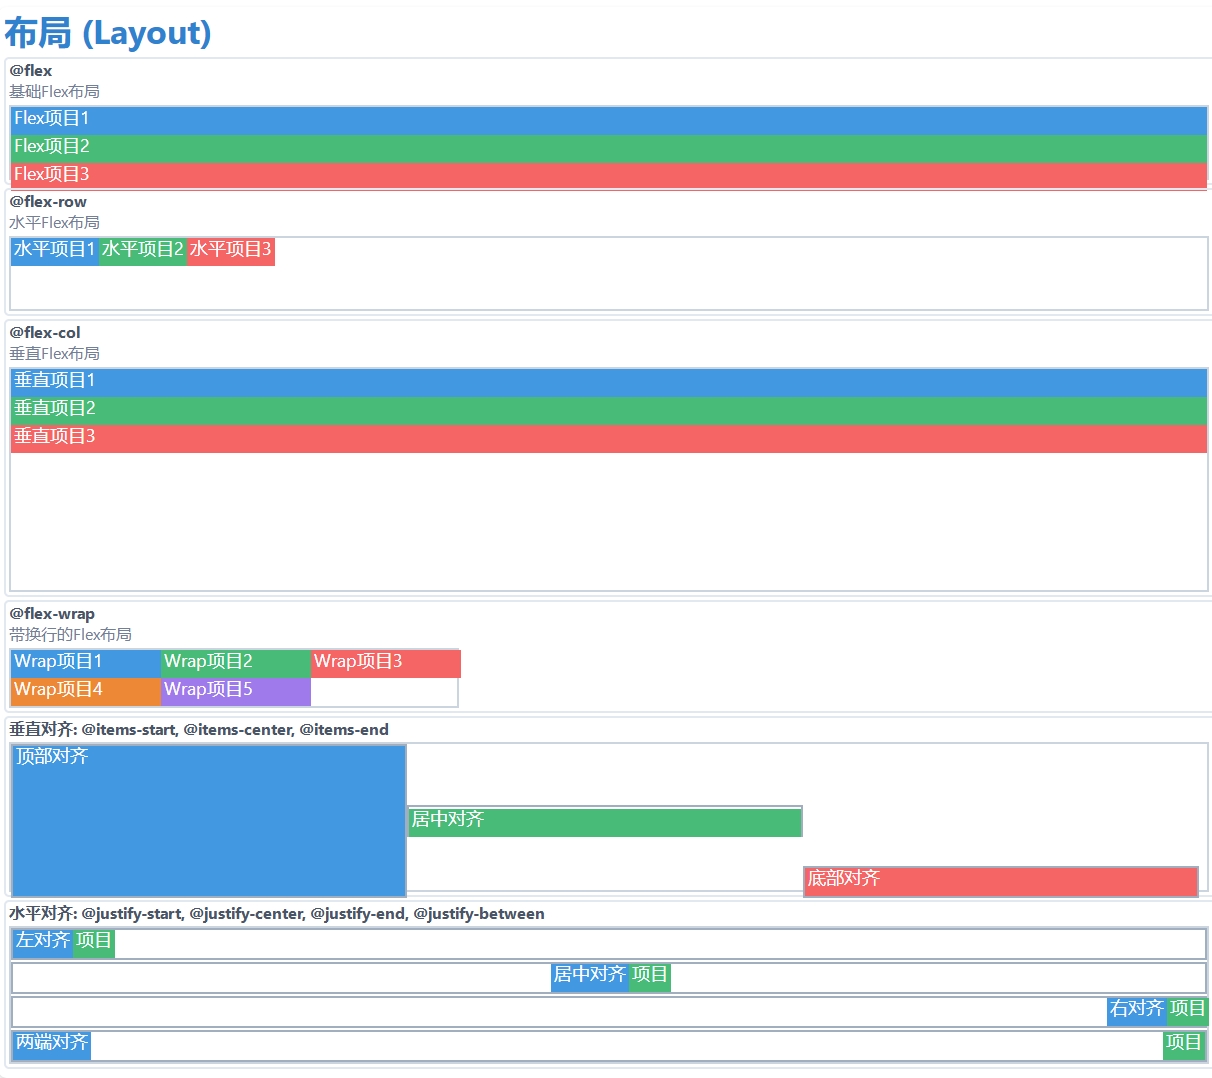 布局 (Layout)
@flex
基础Flex布局
Flex项目1
Flex项目2
Flex项目3
@flex-row
水平Flex布局
水平项目1 水平项目2 水平项目3
@flex-col
垂直Flex布局
垂直项目1
垂直项目2
垂直项目3
@flex-wrap
带换行的Flex布局
Wrap项目1 Wrap项目2 Wrap项目3
Wrap项目4 Wrap项目5
垂直对齐: @items-start, @items-center, @items-end
顶部对齐
居中对齐
底部对齐
水平对齐: @justify-start, @justify-center, @justify-end, @justify-between
左对齐 项目
居中对齐 项目
右对齐 项目
两端对齐 项目